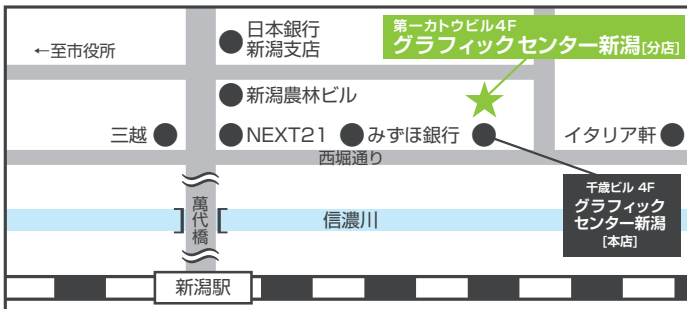 日本銀行
新潟支店
第一カトウビル4F
グラフィックセンター新潟[分店]
←至市役所
新潟農林ビル
三越
NEXT21
みずほ銀行
イタリア軒
西堀通り
千歳ビル 4F
グラフィック
センター新潟
[本店]
萬代橋
信濃川
新潟駅